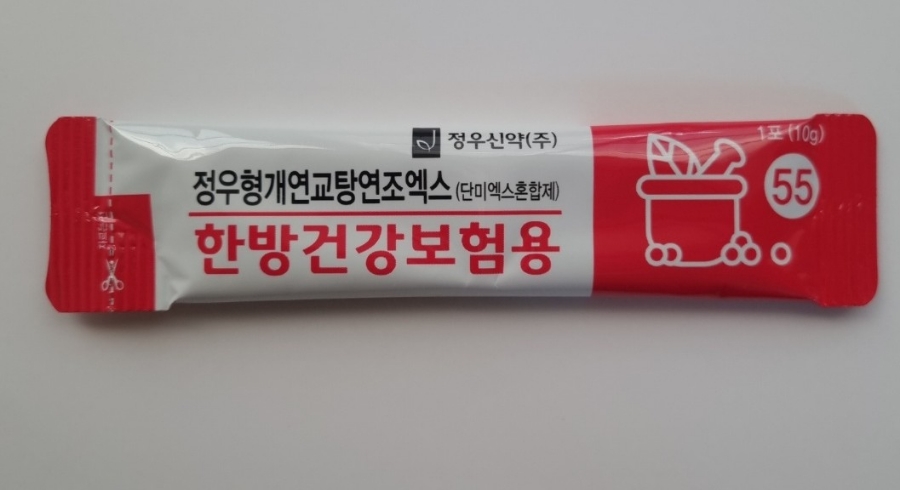 정우신약(주)
정우형개연교탕연조엑스 (단미엑스혼합제)
한방건강보험용
1포 (10g)
55